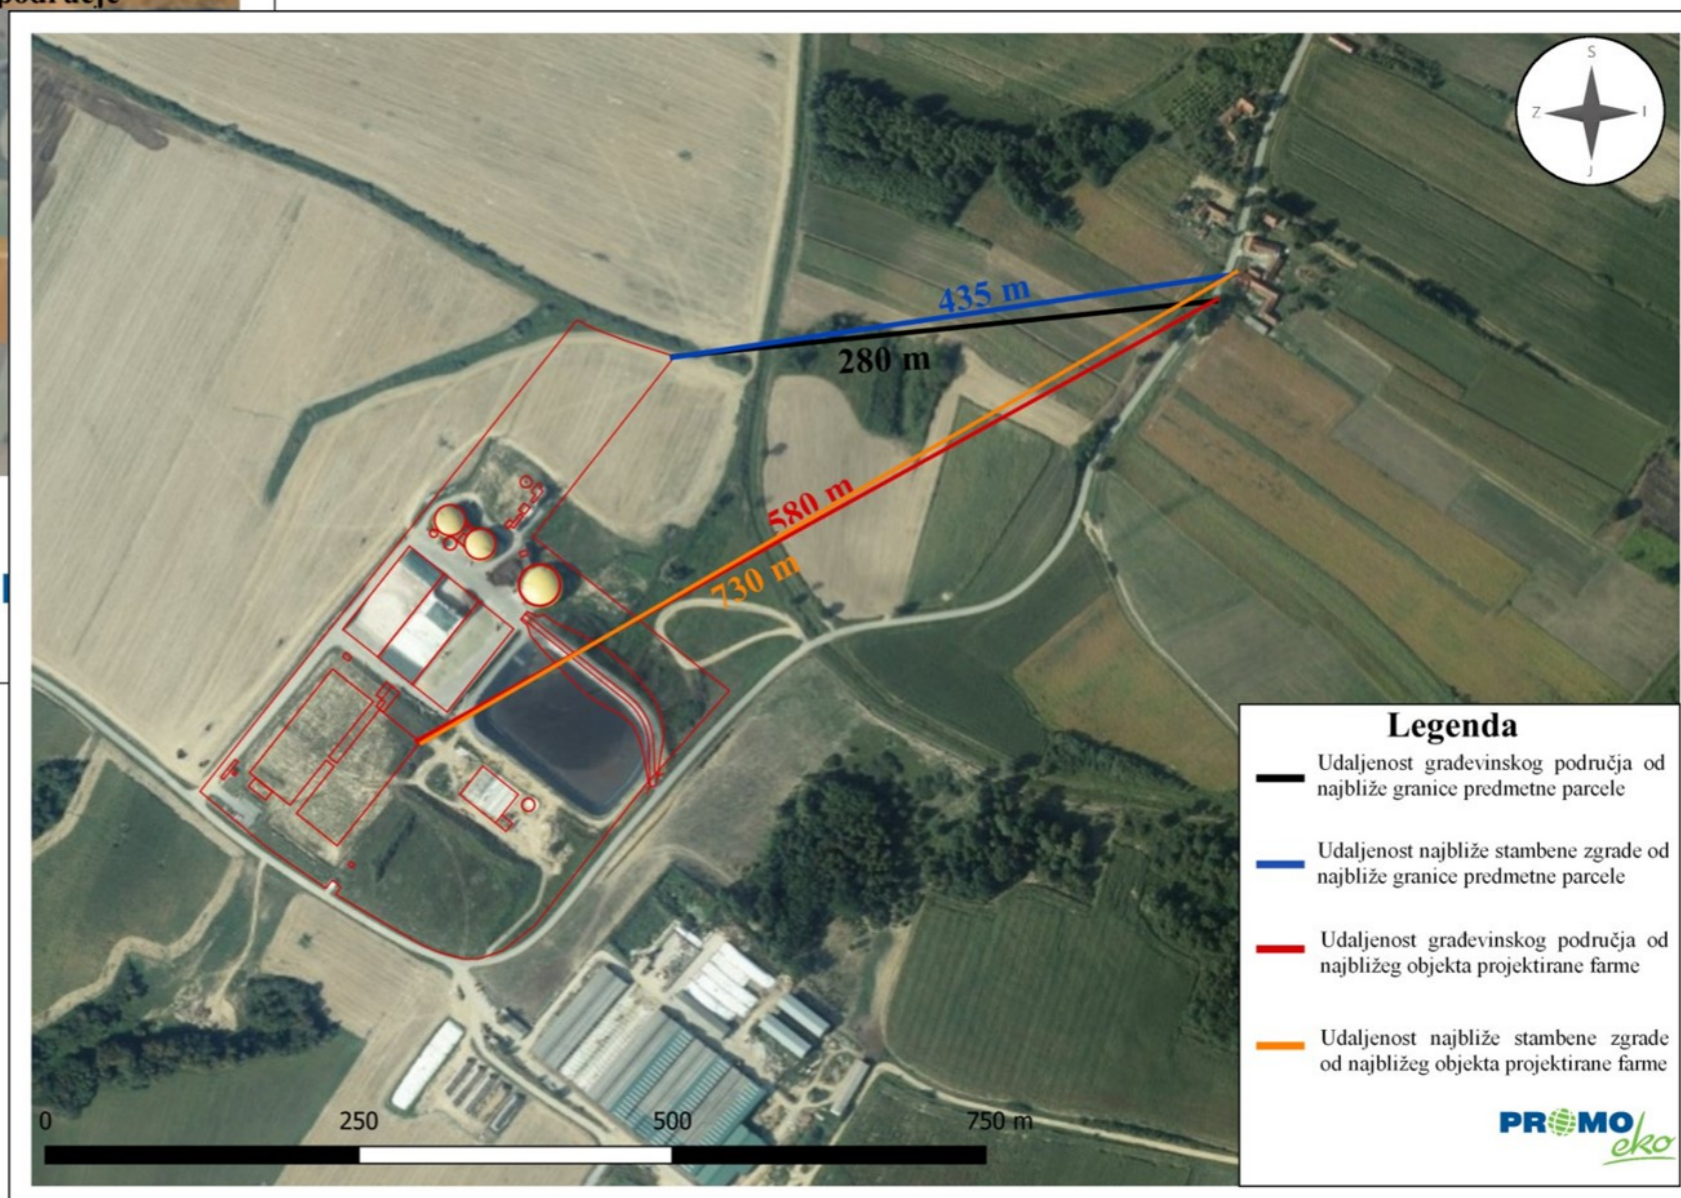 područje
S
Z
I
J
435 m
280 m
580 m
730 m
Legenda
Udaljenost građevinskog područja od
najbliže granice predmetne parcele
Udaljenost najbliže stambene zgrade od
najbliže granice predmetne parcele
Udaljenost građevinskog područja od
najbližeg objekta projektirane farme
Udaljenost najbliže stambene zgrade
od najbližeg objekta projektirane farme
0 250 500 750 m
PROMO
eko